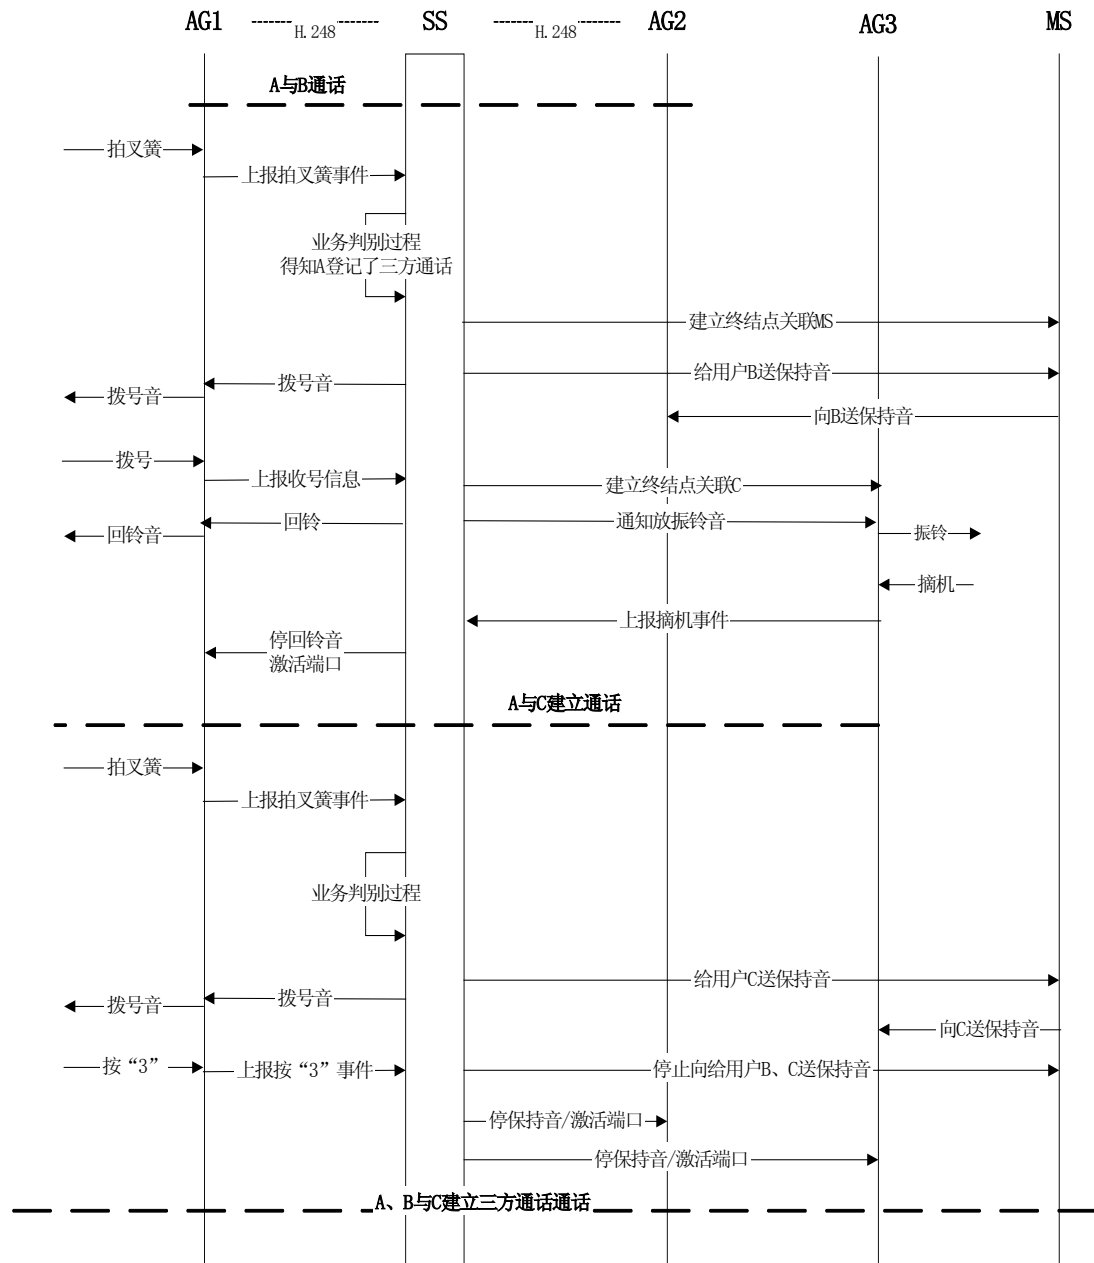 AG1
H.248
SS
H.248
AG2
AG3
MS
A与B通话
拍叉簧
上报拍叉簧事件
业务判别过程
得知A登记了三方通话
建立终结点关联MS
给用户B送保持音
拨号音
拨号音
向B送保持音
拨号
上报收号信息
建立终结点关联C
回铃
通知放振铃音
回铃音
振铃
摘机
上报摘机事件
停回铃音
激活端口
A与C建立通话
拍叉簧
上报拍叉簧事件
业务判别过程
给用户C送保持音
拨号音
拨号音
向C送保持音
按“3”
上报按“3”事件
停止向给用户B、C送保持音
停保持音/激活端口
停保持音/激活端口
A、B与C建立三方通话通话